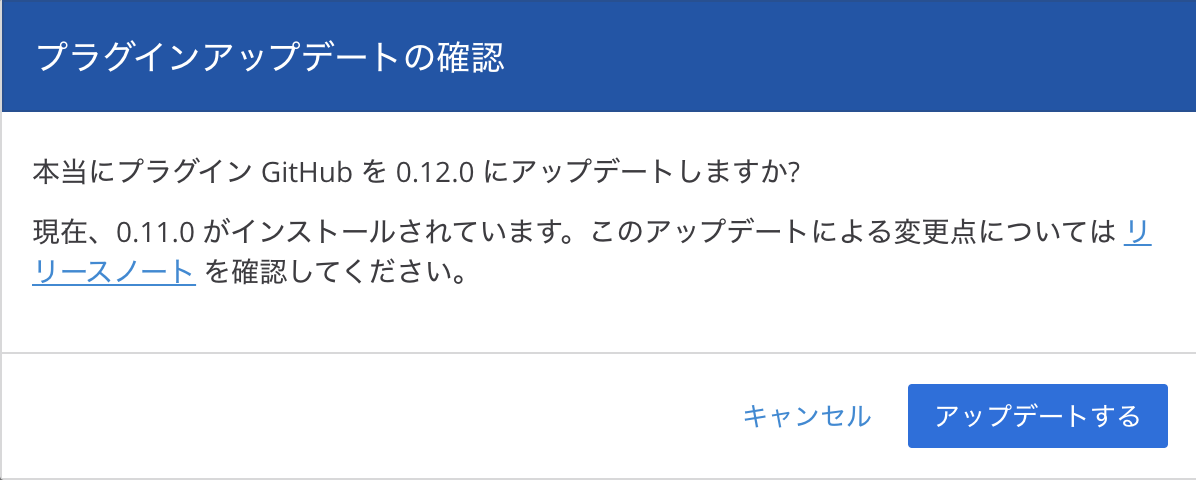 プラグインアップデートの確認
本当にプラグイン GitHub を 0.12.0 にアップデートしますか?
現在、0.11.0 がインストールされています。このアップデートによる変更点については リ
リースノート を確認してください。
キャンセル アップデートする